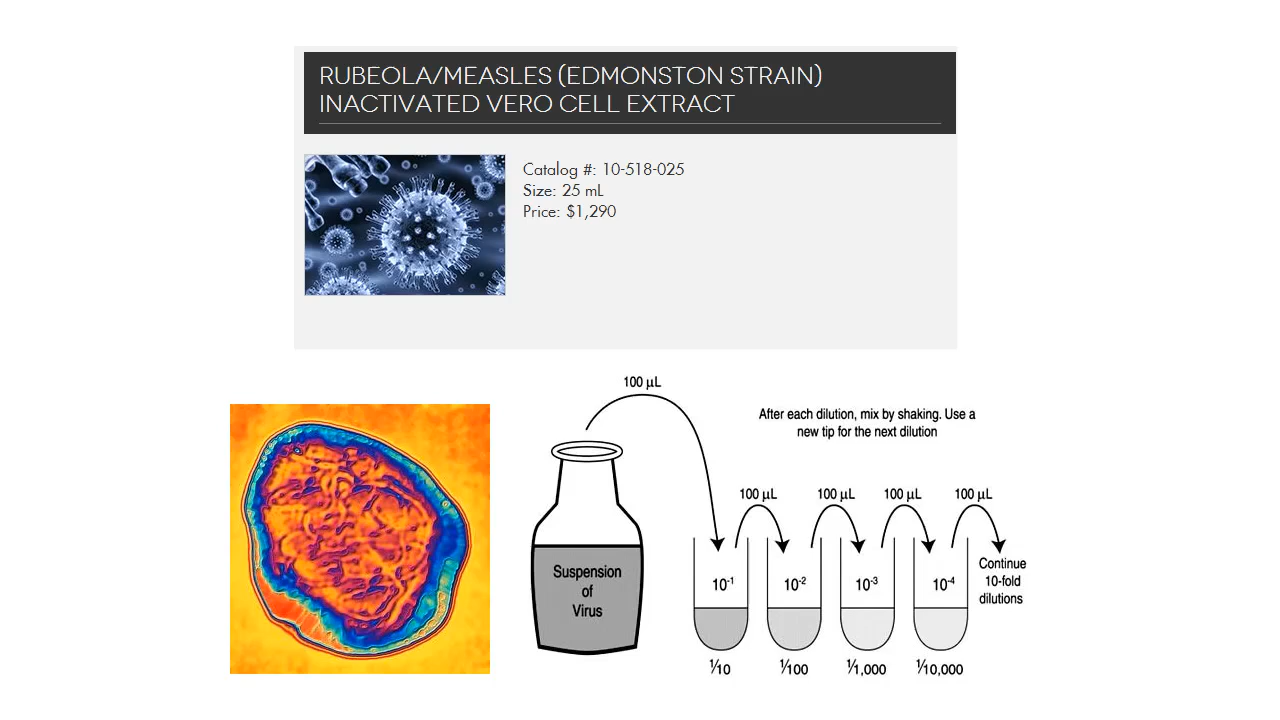 RUBEOLA/MEASLES (EDMONSTON STRAIN)
INACTIVATED VERO CELL EXTRACT
Catalog #: 10-518-025
Size: 25 mL
Price: $1,290
100 µL
After each dilution, mix by shaking. Use a
new tip for the next dilution
100 µL 100 µL 100 µL 100 µL
Suspension
of
Virus
10⁻¹ 10⁻² 10⁻³ 10⁻⁴
Continue
10-fold
dilutions
1/10 1/100 1/1,000 1/10,000